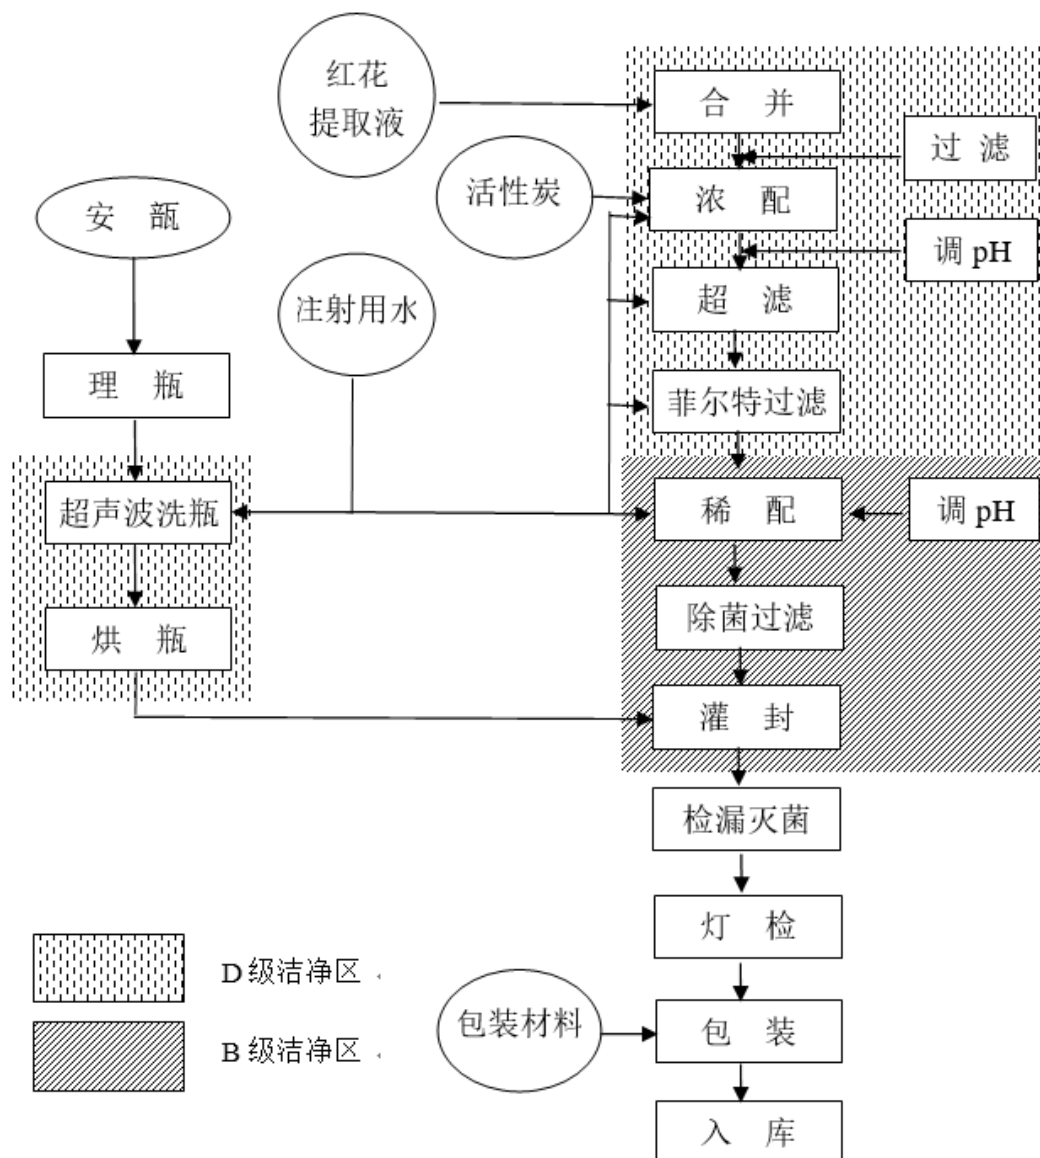 红花
提取液
合 并
过 滤
活性炭
浓 配
安 瓿
调 pH
注射用水
超 滤
理 瓶
菲尔特过滤
超声波洗瓶
稀 配
调 pH
烘 瓶
除菌过滤
灌 封
检漏灭菌
灯 检
D 级洁净区
包装材料
包 装
B 级洁净区
入 库